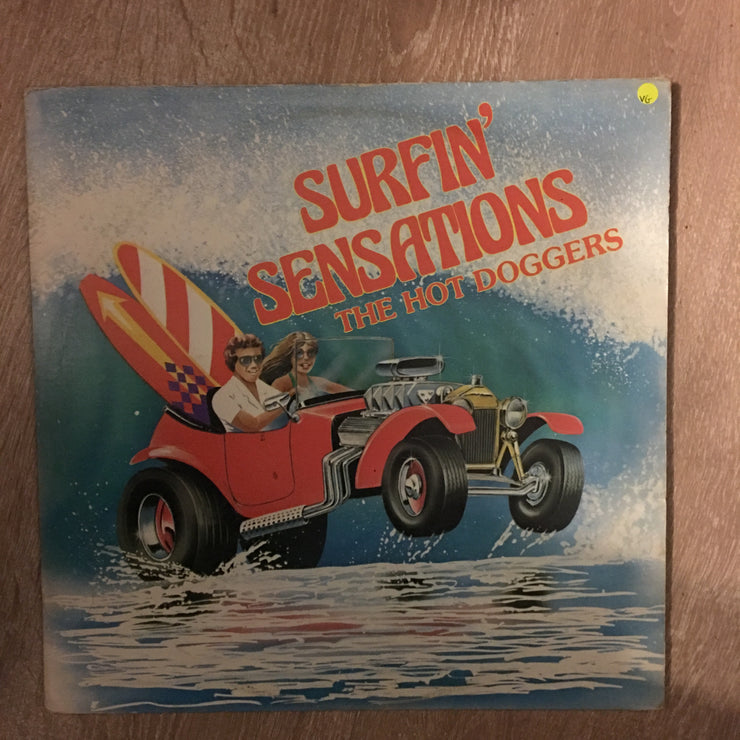 VG
SURFIN'
SENSATIONS
THE HOT DOGGERS